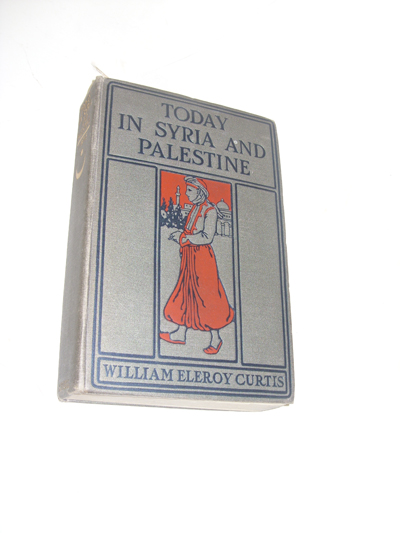 TODAY
IN SYRIA AND
PALESTINE
WILLIAM ELEROY CURTIS